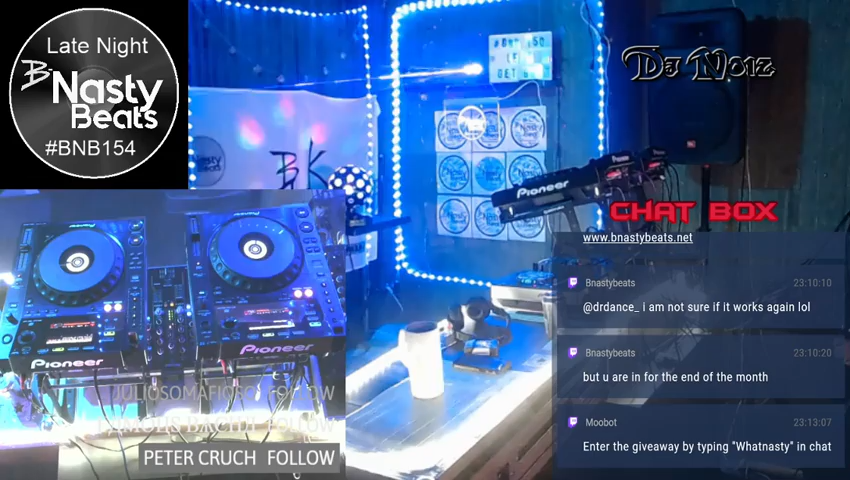 Late Night
B Nasty
Beats
#BNB154
Dj Noiz
Pioneer
CHAT BOX
www.bnastybeats.net
Bnastybeats 23:10:10
@drdance_ i am not sure if it works again lol
Bnastybeats 23:10:20
but u are in for the end of the month
Moobot 23:13:07
Enter the giveaway by typing "Whatnasty" in chat
Pioneer
Pioneer
FOLLOW
FOLLOW
PETER CRUCH FOLLOW